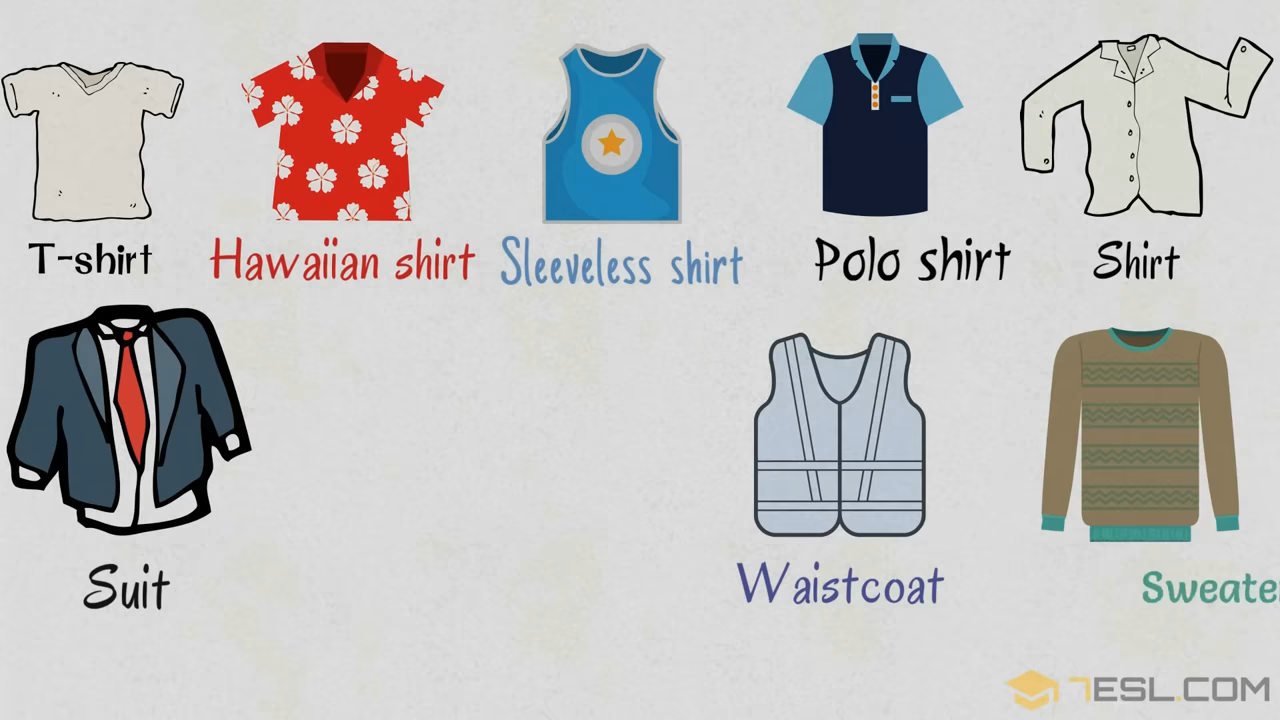 T-shirt
Hawaiian shirt
Sleeveless shirt
Polo shirt
Shirt
Suit
Waistcoat
Sweate
7ESL.COM